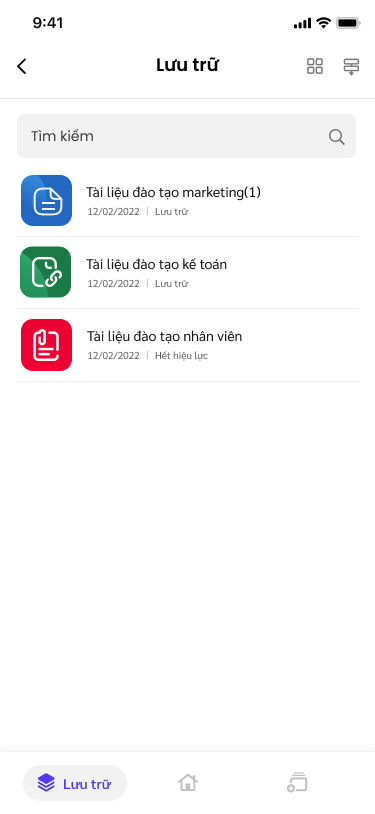 9:41
Lưu trữ
Tìm kiếm
Tài liệu đào tạo marketing(1)
12/02/2022 | Lưu trữ
Tài liệu đào tạo kế toán
12/02/2022 | Lưu trữ
Tài liệu đào tạo nhân viên
12/02/2022 | Hết hiệu lực
Lưu trữ